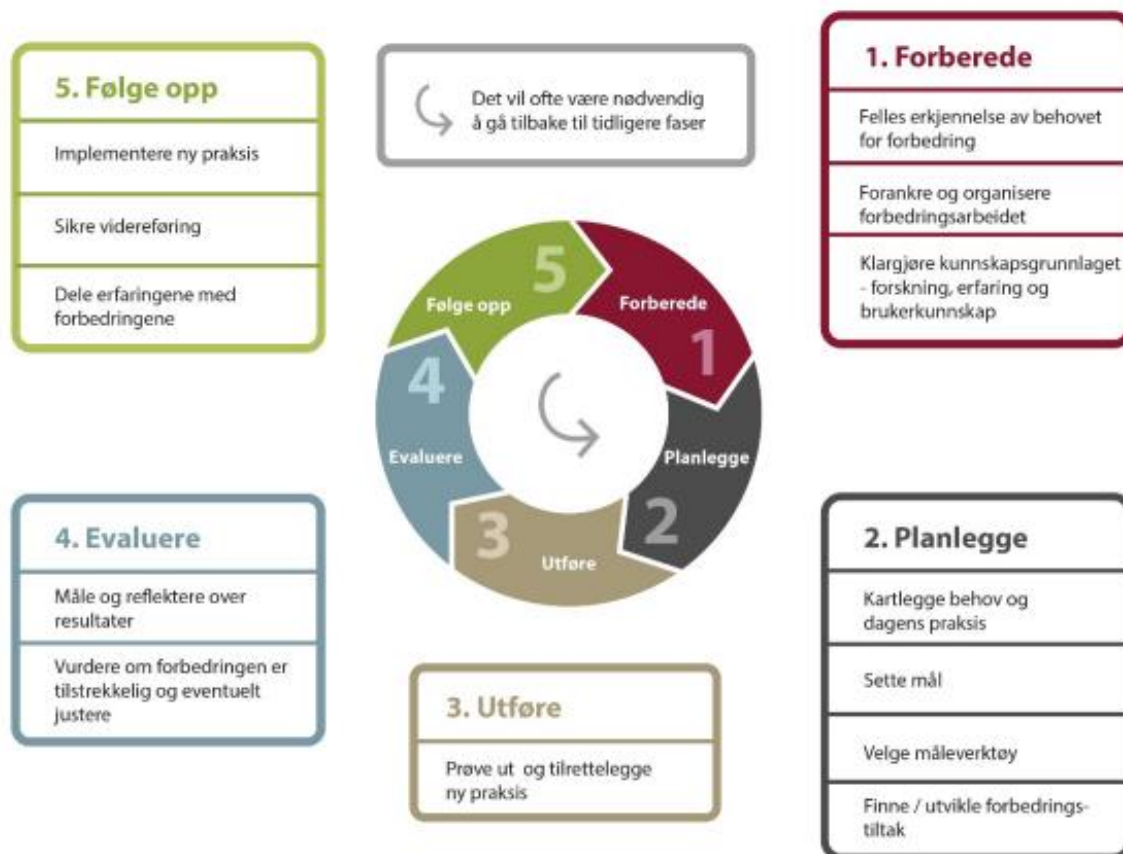 5. Følge opp
Implementere ny praksis
Sikre videreføring
Dele erfaringene med
forbedringene
Det vil ofte være nødvendig
å gå tilbake til tidligere faser
1. Forberede
Felles erkjennelse av behovet
for forbedring
Forankre og organisere
forbedringsarbeidet
Klargjøre kunnskapsgrunnlaget
- forskning, erfaring og
brukerkunnskap
5
Følge opp
Forberede
1
4
Evaluere
Planlegge
2
3
Utføre
4. Evaluere
Måle og reflektere over
resultater
Vurdere om forbedringen er
tilstrekkelig og eventuelt
justere
3. Utføre
Prøve ut og tilrettelegge
ny praksis
2. Planlegge
Kartlegge behov og
dagens praksis
Sette mål
Velge måleverktøy
Finne / utvikle forbedrings-
tiltak